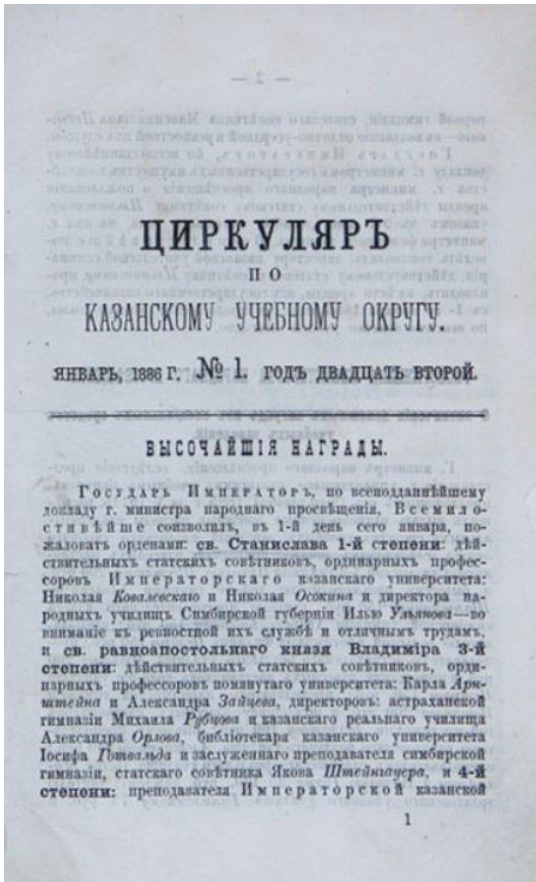 ЦИРКУЛЯРЪ
ПО
КАЗАНСКОМУ УЧЕБНОМУ ОКРУГУ.
ЯНВАРЬ, 1886 Г. № 1. ГОДЪ ДВАДЦАТЬ ВТОРОЙ.
ВЫСОЧАЙШІЯ НАГРАДЫ.
Государь Императоръ, по всеподданнѣйшему
докладу г. министра народнаго просвѣщенія, Всемило-
стивѣйше соизволилъ, въ 1-й день сего января, по-
жаловать орденами: св. Станислава 1-й степени: дѣй-
ствительныхъ статскихъ совѣтниковъ, ординарныхъ профес-
соровъ Императорскаго казанскаго университета:
Николая Ковалевскаго и Николая Осокина и директора на-
родныхъ училищъ Симбирской губерніи Илью Ульянова—во
вниманіе къ ревностной ихъ службѣ и отличнымъ трудамъ,
и св. равноапостольнаго князя Владиміра 3-й
степени: дѣйствительныхъ статскихъ совѣтниковъ, орди-
нарныхъ профессоровъ помянутаго университета: Карла Арн-
штейна и Александра Зайцева, директоровъ: астраханской
гимназіи Михаила Рубцова и казанскаго реальнаго училища
Александра Орлова, библіотекаря казанскаго университета
Іосифа Готвальда и заслуженнаго преподавателя симбирской
гимназіи, статскаго совѣтника Якова Штейнгауера, и 4-й
степени: преподавателя Императорской казанской
1